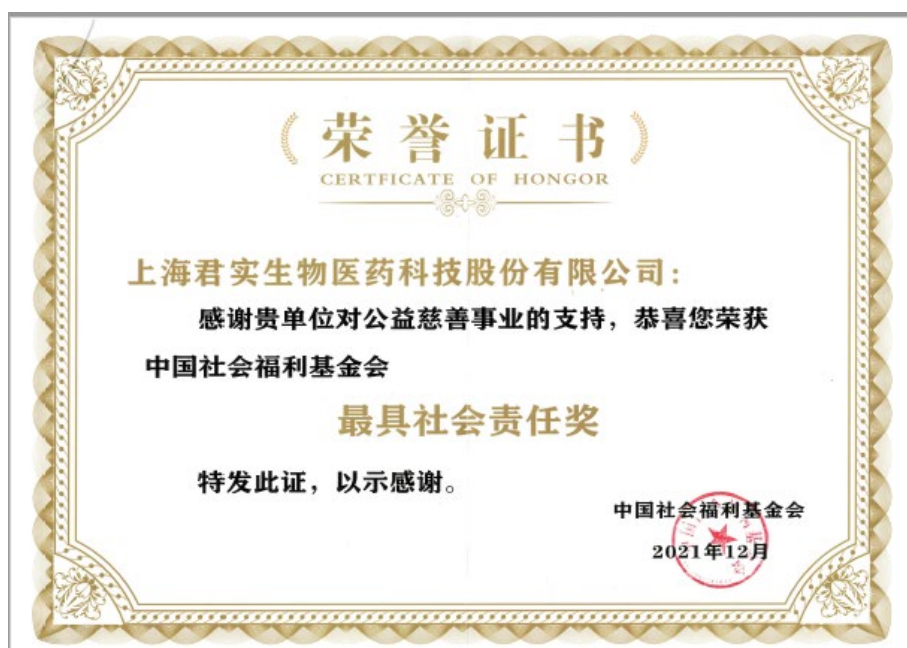 荣誉证书
CERTFICATE OF HONGOR
上海君实生物医药科技股份有限公司：
感谢贵单位对公益慈善事业的支持，恭喜您荣获
中国社会福利基金会
最具社会责任奖
特发此证，以示感谢。
中国社会福利基金会
2021年12月